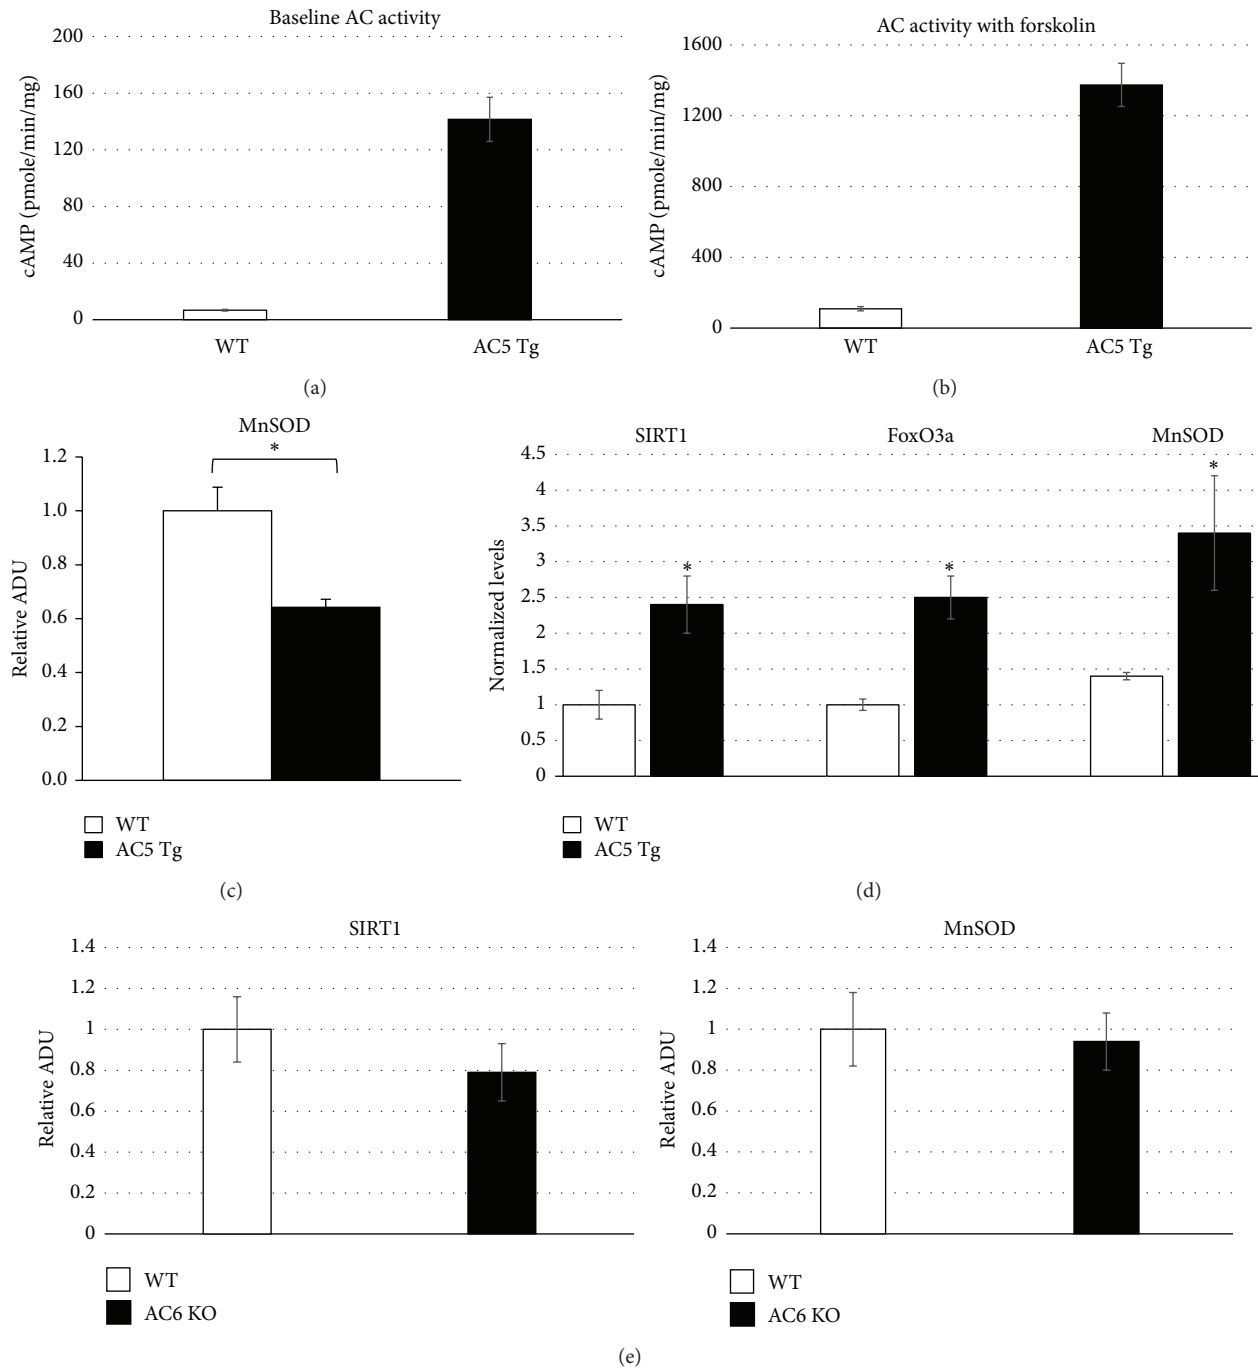 Baseline AC activity
200
160
120
80
40
0
cAMP (pmole/min/mg)
WT
AC5 Tg
(a)
AC activity with forskolin
1600
1200
800
400
0
cAMP (pmole/min/mg)
WT
AC5 Tg
(b)
MnSOD
*
1.2
1.0
0.8
0.6
0.4
0.2
0.0
Relative ADU
WT
AC5 Tg
(c)
SIRT1
FoxO3a
MnSOD
4.5
4
3.5
3
2.5
2
1.5
1
0.5
0
Normalized levels
*
*
*
WT
AC5 Tg
(d)
SIRT1
1.4
1.2
1
0.8
0.6
0.4
0.2
0
Relative ADU
WT
AC6 KO
MnSOD
1.4
1.2
1
0.8
0.6
0.4
0.2
0
Relative ADU
WT
AC6 KO
(e)